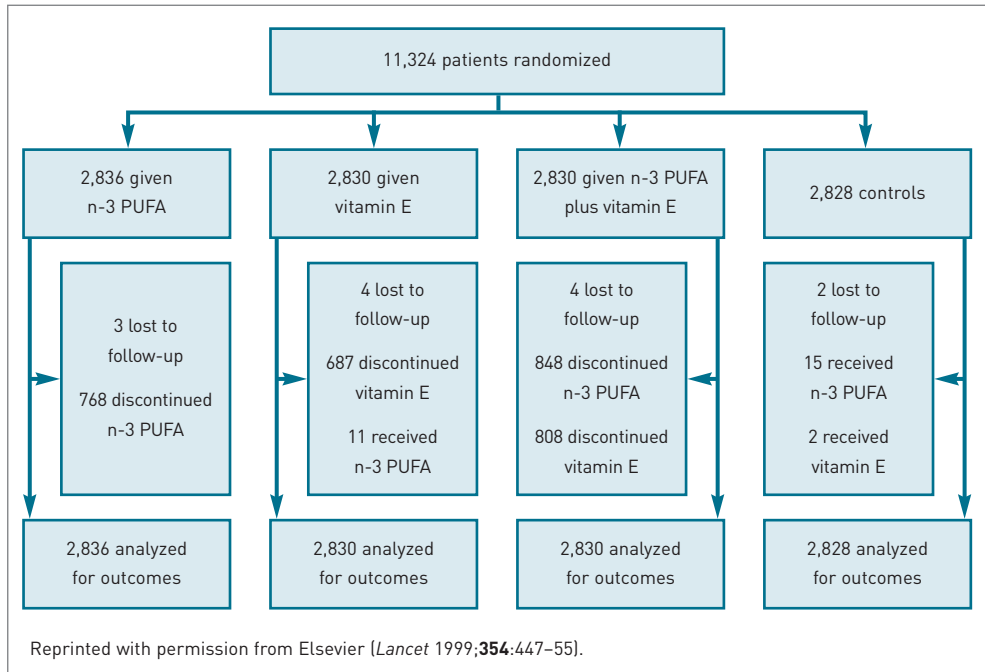 11,324 patients randomized
2,836 given
n-3 PUFA
2,830 given
vitamin E
2,830 given n-3 PUFA
plus vitamin E
2,828 controls
3 lost to
follow-up
768 discontinued
n-3 PUFA
4 lost to
follow-up
687 discontinued
vitamin E
11 received
n-3 PUFA
4 lost to
follow-up
848 discontinued
n-3 PUFA
808 discontinued
vitamin E
2 lost to
follow-up
15 received
n-3 PUFA
2 received
vitamin E
2,836 analyzed
for outcomes
2,830 analyzed
for outcomes
2,830 analyzed
for outcomes
2,828 analyzed
for outcomes
Reprinted with permission from Elsevier (Lancet 1999;354:447–55).